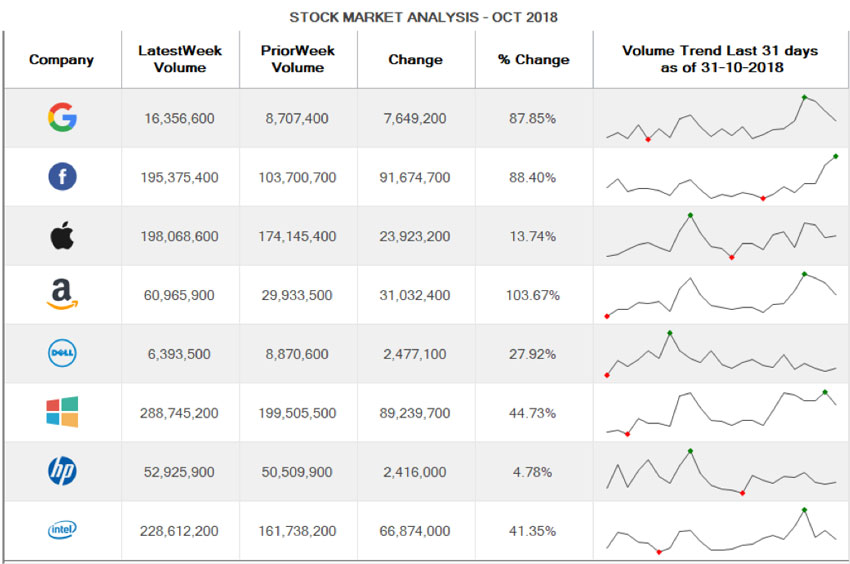 STOCK MARKET ANALYSIS - OCT 2018
Company LatestWeek Volume PriorWeek Volume Change % Change Volume Trend Last 31 days as of 31-10-2018
G 16,356,600 8,707,400 7,649,200 87.85%
f 195,375,400 103,700,700 91,674,700 88.40%
198,068,600 174,145,400 23,923,200 13.74%
a 60,965,900 29,933,500 31,032,400 103.67%
DELL 6,393,500 8,870,600 2,477,100 27.92%
288,745,200 199,505,500 89,239,700 44.73%
hp 52,925,900 50,509,900 2,416,000 4.78%
intel 228,612,200 161,738,200 66,874,000 41.35%